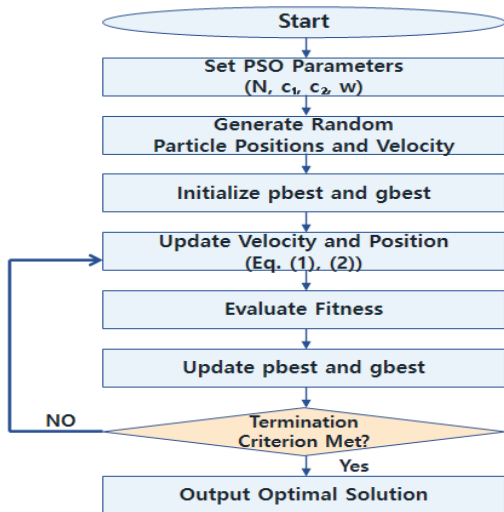 Start
Set PSO Parameters
(N, c₁, c₂, w)
Generate Random
Particle Positions and Velocity
Initialize pbest and gbest
Update Velocity and Position
(Eq. (1), (2))
Evaluate Fitness
Update pbest and gbest
NO
Termination
Criterion Met?
Yes
Output Optimal Solution